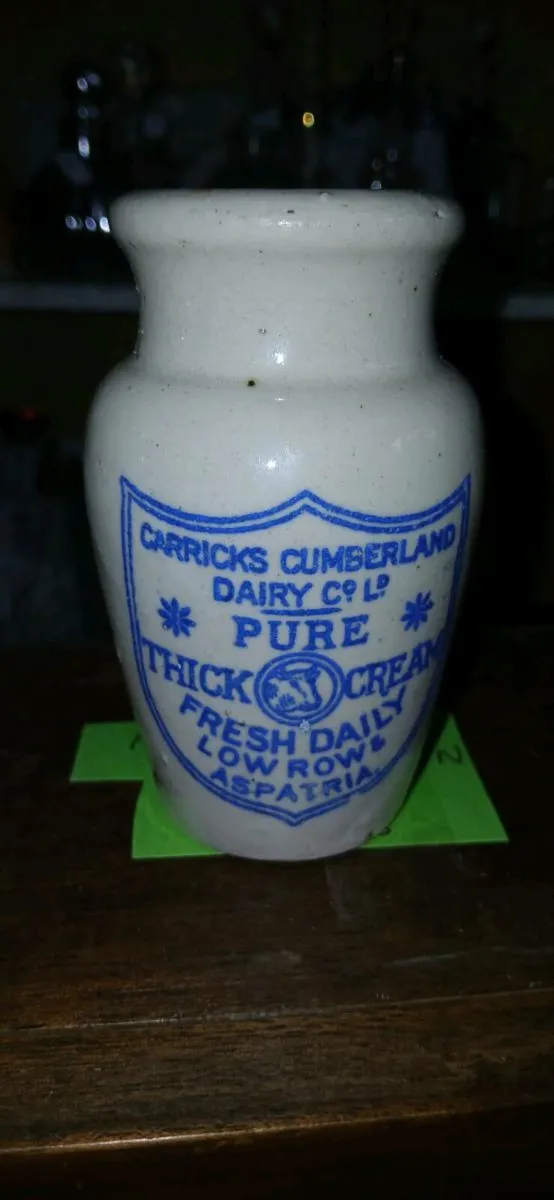 CARRICKS CUMBERLAND
DAIRY Cº Lᴰ
PURE
THICK CREAM
FRESH DAILY
LOW ROW &
ASPATRIA.